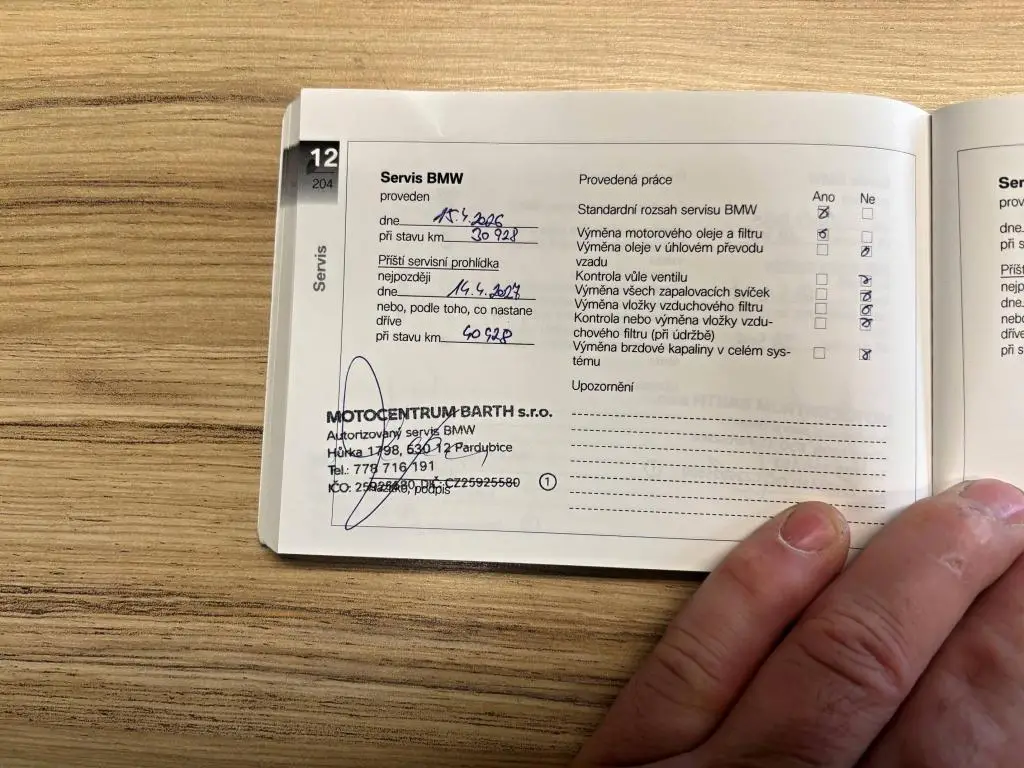 12
204
Servis
Servis BMW
proveden
dne 15.4.2026
při stavu km 30 928
Příští servisní prohlídka
nejpozději
dne 14.4.2027
nebo, podle toho, co nastane
dříve
při stavu km 40 928
MOTOCENTRUM BARTH s.r.o.
Autorizovaný servis BMW
Hůrka 1798, 530 12 Pardubice
Tel.: 778 716 191
IČO: 25925580 DIČ: CZ25925580
podpis
1
Provedená práce
Ano Ne
Standardní rozsah servisu BMW
Výměna motorového oleje a filtru
Výměna oleje v úhlovém převodu
vzadu
Kontrola vůle ventilu
Výměna všech zapalovacích svíček
Výměna vložky vzduchového filtru
Kontrola nebo výměna vložky vzdu-
chového filtru (při údržbě)
Výměna brzdové kapaliny v celém sys-
tému
Upozornění
Ser
prov
dne
při s
Příšt
nejp
dne
nebo
dříve
při s